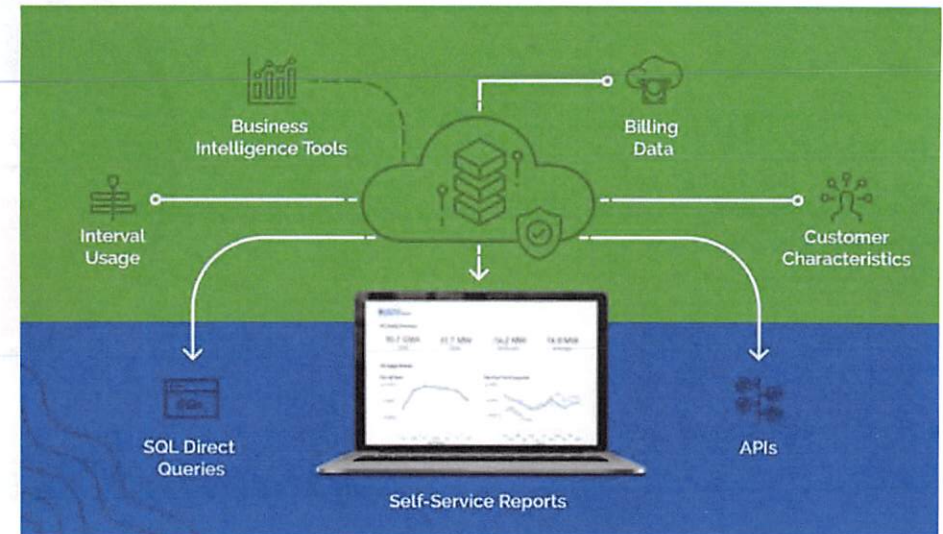 Business
Intelligence Tools
Billing
Data
Interval
Usage
Customer
Characteristics
SQL Direct
Queries
APIs
Self-Service Reports